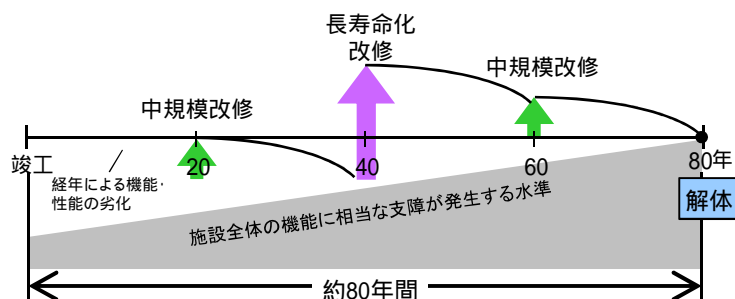 長寿命化
改修
中規模改修
中規模改修
竣工
20
40
60
80年
経年による機能・
性能の劣化
解体
施設全体の機能に相当な支障が発生する水準
約80年間